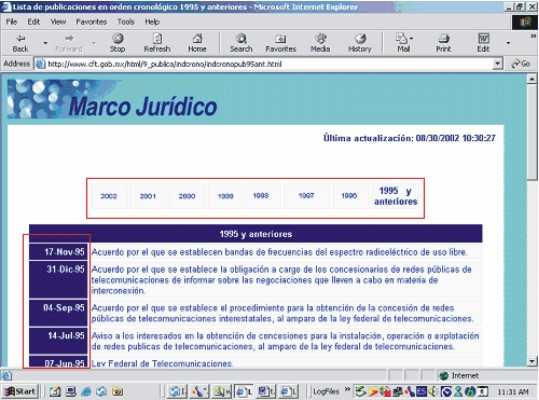 Lista de publicaciones en orden cronológico 1995 y anteriores - Microsoft Internet Explorer
File Edit View Favorites Tools Help
Back Forward Stop Refresh Home Search Favorites Media History Mail Print Edit
Address http://www.cft.gob.mx/html/9_publica/indcrono/indcronopub95ant.html Go
Marco Jurídico
Última actualización: 08/30/2002 10:30:27
2002 2001 2000 1999 1998 1997 1996 1995 y
anteriores
1995 y anteriores
17-Nov-95 Acuerdo por el que se establecen bandas de frecuencias del espectro radioeléctrico de uso libre.
31-Dic-95 Acuerdo por el que se establece la obligación a cargo de los concesionarios de redes públicas de
telecomunicaciones de informar sobre las negociaciones que lleven a cabo en materia de
interconexión.
04-Sep-95 Acuerdo por el que se establece el procedimiento para la obtención de la concesión de redes
públicas de telecomunicaciones interestatales, al amparo de la ley federal de telecomunicaciones.
14-Jul-95 Aviso a los interesados en la obtención de concesiones para la instalación, operación o explotación
de redes publicas de telecomunicaciones, al amparo de la ley federal de telecomunicaciones.
07-Jun-95 Ley Federal de Telecomunicaciones.
Internet
Start LogFiles 11:31 AM